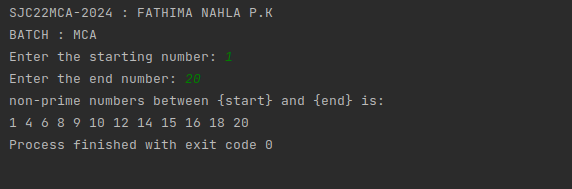 SJC22MCA-2024 : FATHIMA NAHLA P.K
BATCH : MCA
Enter the starting number: 1
Enter the end number: 20
non-prime numbers between {start} and {end} is:
1 4 6 8 9 10 12 14 15 16 18 20
Process finished with exit code 0